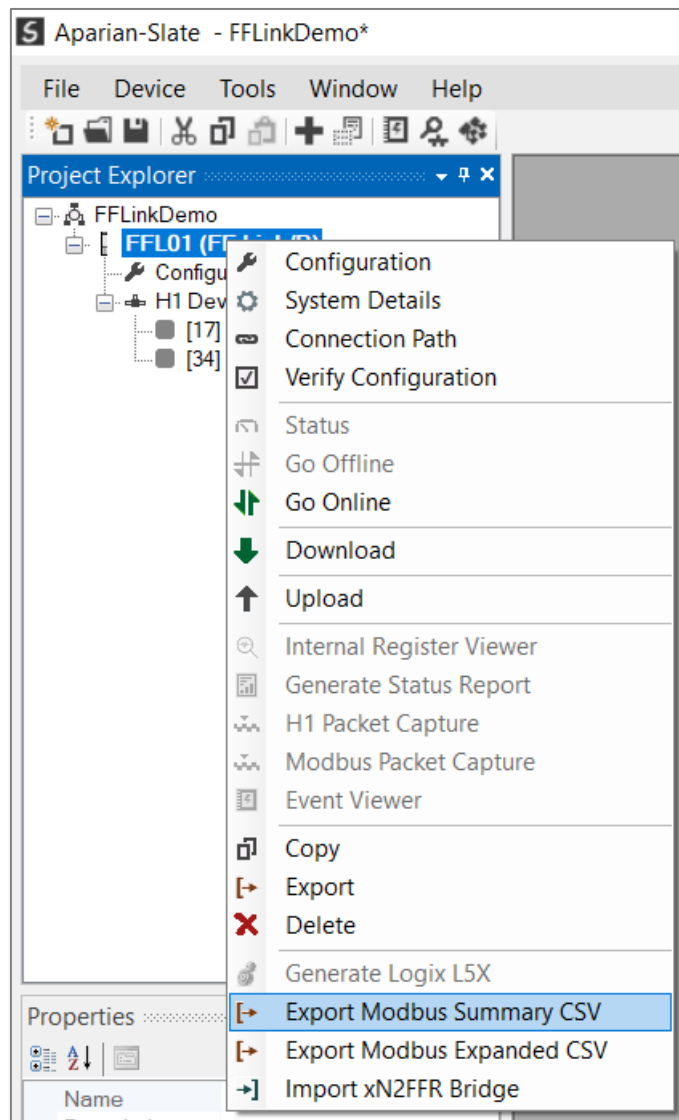 Aparian-Slate - FFLinkDemo*
File Device Tools Window Help
Project Explorer
FFLinkDemo
FFL01
Configuration
System Details
Connection Path
Verify Configuration
Status
Go Offline
Go Online
Download
Upload
Internal Register Viewer
Generate Status Report
H1 Packet Capture
Modbus Packet Capture
Event Viewer
Copy
Export
Delete
Generate Logix L5X
Export Modbus Summary CSV
Export Modbus Expanded CSV
Import xN2FFR Bridge
H1
[17]
[34]
Properties
Name